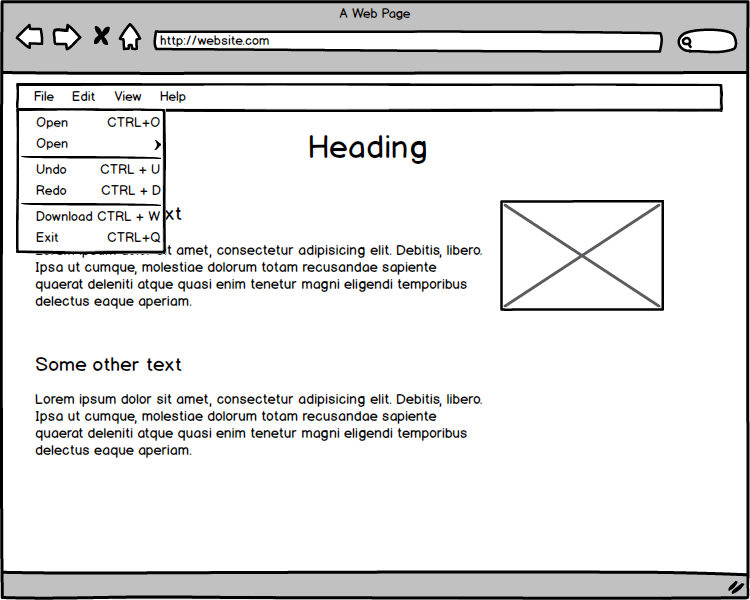 A Web Page
http://website.com
File Edit View Help
Open CTRL+O
Open
Undo CTRL + U
Redo CTRL + D
Download CTRL + W
Exit CTRL+Q
Heading
xt
sit amet, consectetur adipisicing elit. Debitis, libero.
Ipsa ut cumque, molestiae dolorum totam recusandae sapiente
quaerat deleniti atque quasi enim tenetur magni eligendi temporibus
delectus eaque aperiam.
Some other text
Lorem ipsum dolor sit amet, consectetur adipisicing elit. Debitis, libero.
Ipsa ut cumque, molestiae dolorum totam recusandae sapiente
quaerat deleniti atque quasi enim tenetur magni eligendi temporibus
delectus eaque aperiam.